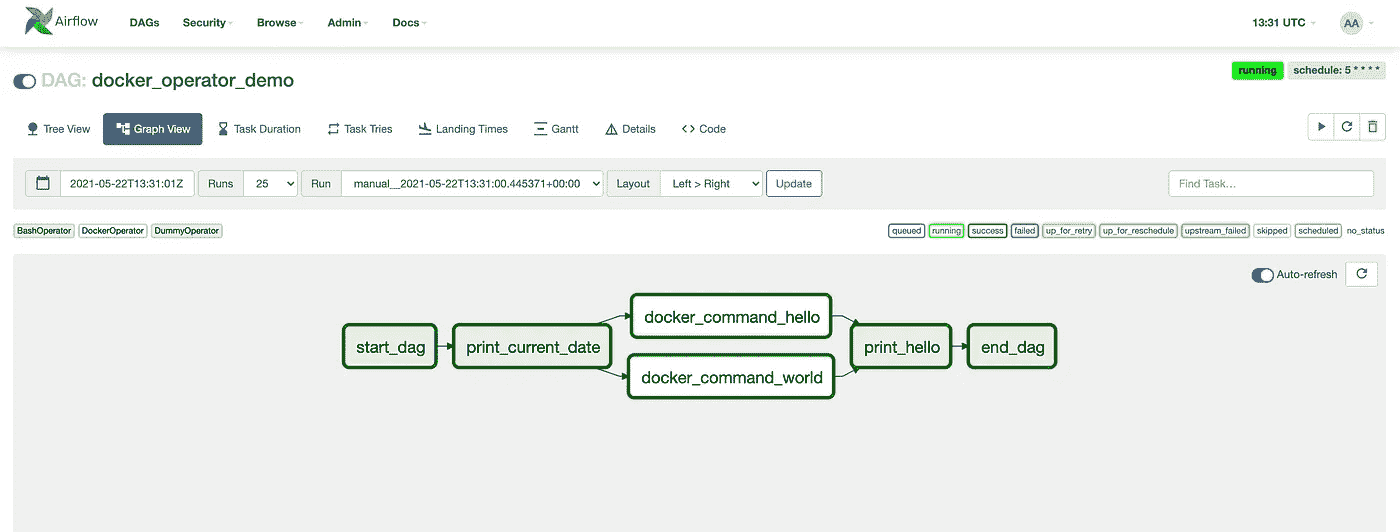 Airflow DAGs Security Browse Admin Docs 13:31 UTC AA
DAG: docker_operator_demo running schedule: 5 * * * *
Tree View Graph View Task Duration Task Tries Landing Times Gantt Details Code
2021-05-22T13:31:01Z Runs 25 Run manual__2021-05-22T13:31:00.445371+00:00 Layout Left > Right Update Find Task...
BashOperator DockerOperator DummyOperator queued running success failed up_for_retry up_for_reschedule upstream_failed skipped scheduled no_status
Auto-refresh
docker_command_hello
start_dag print_current_date print_hello end_dag
docker_command_world